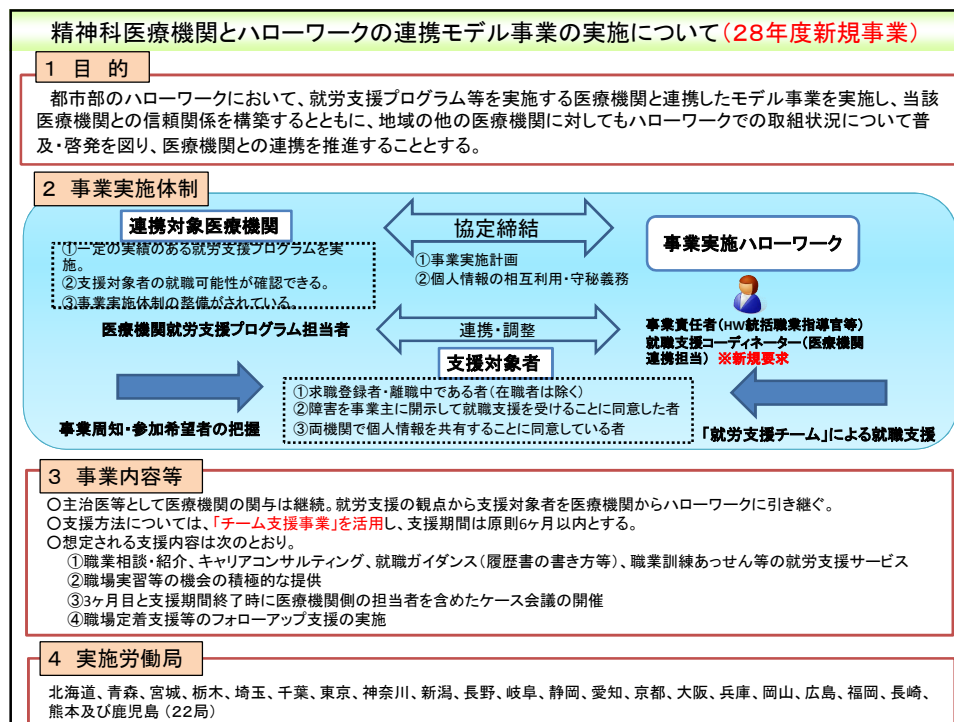 精神科医療機関とハローワークの連携モデル事業の実施について(28年度新規事業)
1 目 的
都市部のハローワークにおいて、就労支援プログラム等を実施する医療機関と連携したモデル事業を実施し、当該
医療機関との信頼関係を構築するとともに、地域の他の医療機関に対してもハローワークでの取組状況について普
及・啓発を図り、医療機関との連携を推進することとする。
2 事業実施体制
連携対象医療機関
①一定の実績のある就労支援プログラムを実
施。
②支援対象者の就職可能性が確認できる。
③事業実施体制の整備がされている。
協定締結
①事業実施計画
②個人情報の相互利用・守秘義務
事業実施ハローワーク
医療機関就労支援プログラム担当者
連携・調整
事業責任者(HW統括職業指導官等)
就職支援コーディネーター(医療機関
連携担当) ※新規要求
支援対象者
①求職登録者・離職中である者(在職者は除く)
②障害を事業主に開示して就職支援を受けることに同意した者
③両機関で個人情報を共有することに同意している者
事業周知・参加希望者の把握
「就労支援チーム」による就職支援
3 事業内容等
○主治医等として医療機関の関与は継続。就労支援の観点から支援対象者を医療機関からハローワークに引き継ぐ。
○支援方法については、「チーム支援事業」を活用し、支援期間は原則6ヶ月以内とする。
○想定される支援内容は次のとおり。
①職業相談・紹介、キャリアコンサルティング、就職ガイダンス(履歴書の書き方等)、職業訓練あっせん等の就労支援サービス
②職場実習等の機会の積極的な提供
③3ヶ月目と支援期間終了時に医療機関側の担当者を含めたケース会議の開催
④職場定着支援等のフォローアップ支援の実施
4 実施労働局
北海道、青森、宮城、栃木、埼玉、千葉、東京、神奈川、新潟、長野、岐阜、静岡、愛知、京都、大阪、兵庫、岡山、広島、福岡、長崎、
熊本及び鹿児島 (22局)